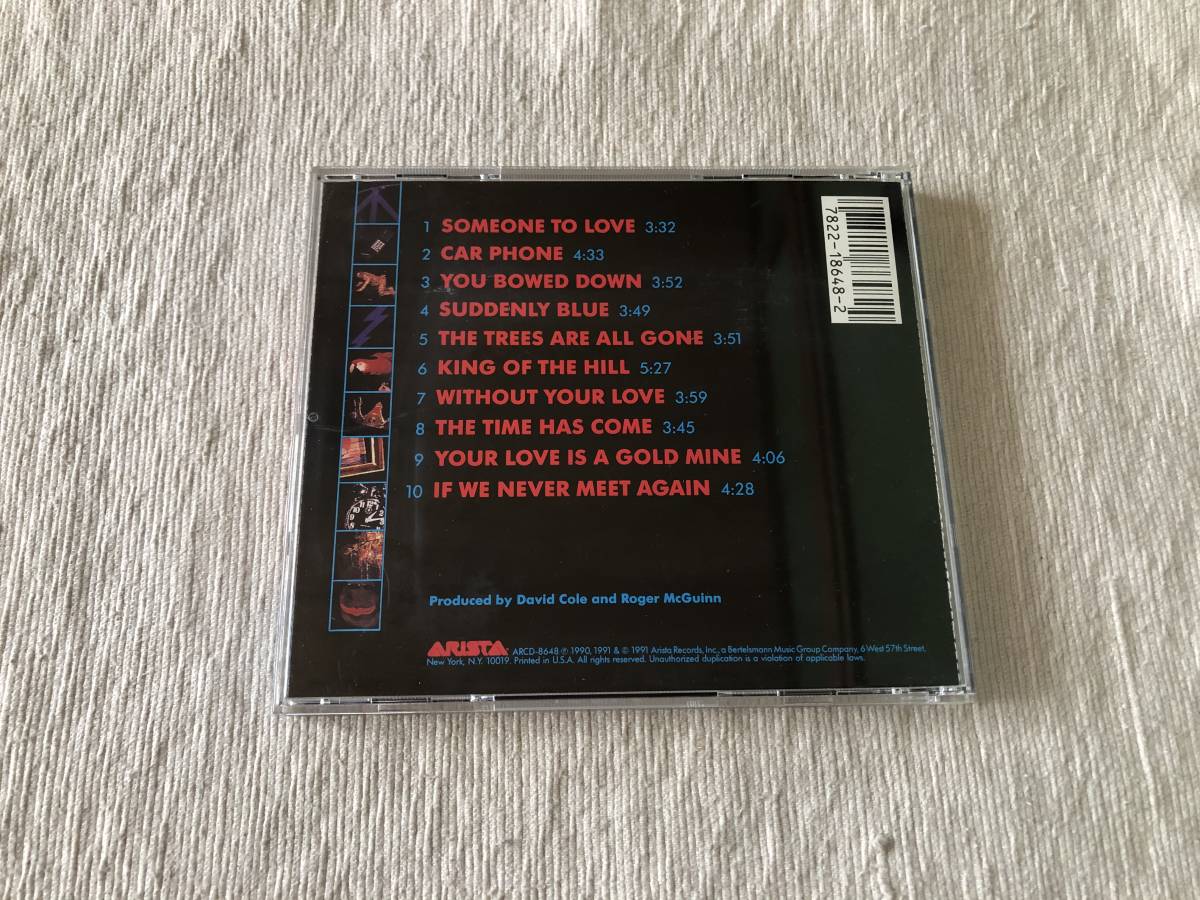 1 SOMEONE TO LOVE 3:32
2 CAR PHONE 4:33
3 YOU BOWED DOWN 3:52
4 SUDDENLY BLUE 3:49
5 THE TREES ARE ALL GONE 3:51
6 KING OF THE HILL 5:27
7 WITHOUT YOUR LOVE 3:59
8 THE TIME HAS COME 3:45
9 YOUR LOVE IS A GOLD MINE 4:06
10 IF WE NEVER MEET AGAIN 4:28
7822-18648-2
Produced by David Cole and Roger McGuinn
ARISTA. ARCD-8648 ℗ 1990, 1991 & © 1991 Arista Records, Inc., a Bertelsmann Music Group Company, 6 West 57th Street,
New York, N.Y. 10019. Printed in U.S.A. All rights reserved. Unauthorized duplication is a violation of applicable laws.